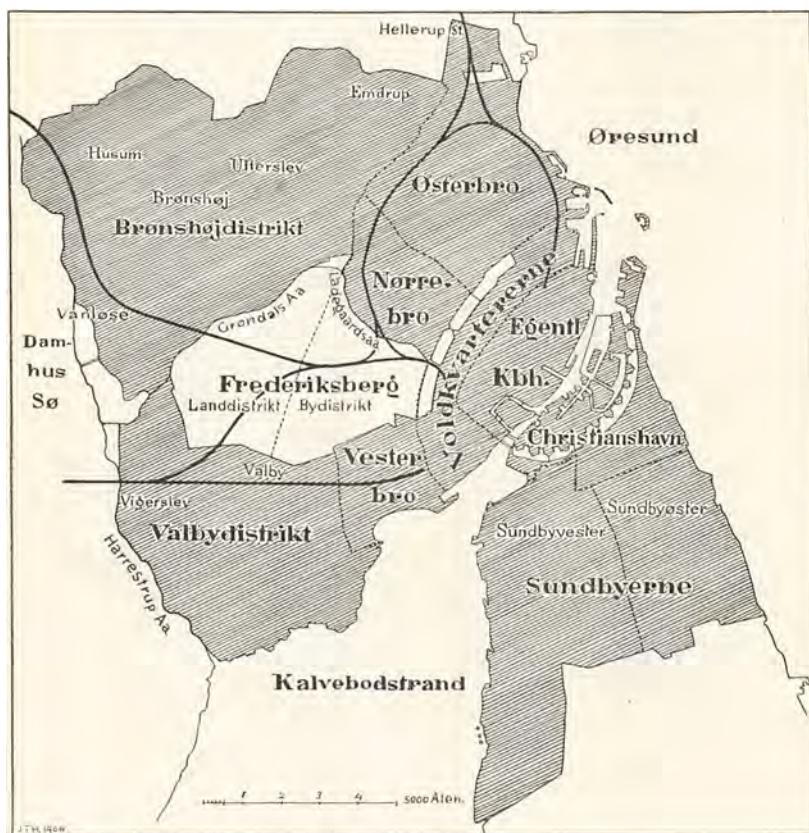 Hellerup St.
Emdrup
Øresund
Husum
Utterslev
Østerbro
Brønshøj
Brønshøjdistrikt
Nørre-
bro
Voldkvartererne
Egentl.
Kbh.
Ladegaardsaa
Grøndals Aa
Vanløse
Dam-
hus
Sø
Frederiksberg
Landdistrikt
Bydistrikt
Christianshavn
Valby
Vester
bro
Vigerslev
Valbydistrikt
Sundbyøster
Sundbyvester
Sundbyerne
Harrestrup Aa
Kalvebodstrand
1 2 3 4 5000 Alen.